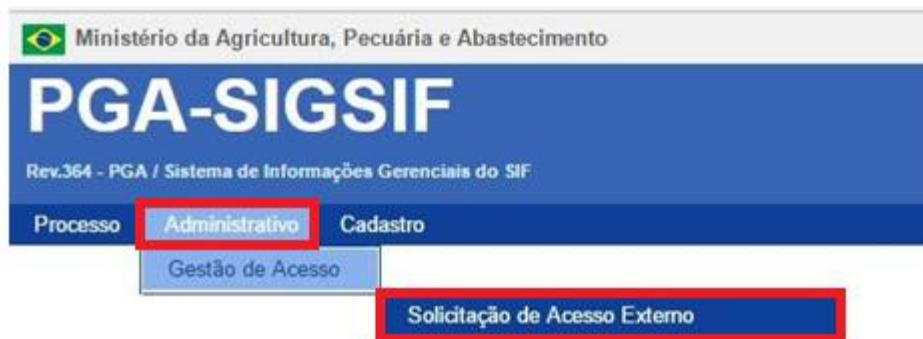 Ministério da Agricultura, Pecuária e Abastecimento
PGA-SIGSIF
Rev.364 - PGA / Sistema de Informações Gerenciais do SIF
Processo Administrativo Cadastro
Gestão de Acesso
Solicitação de Acesso Externo